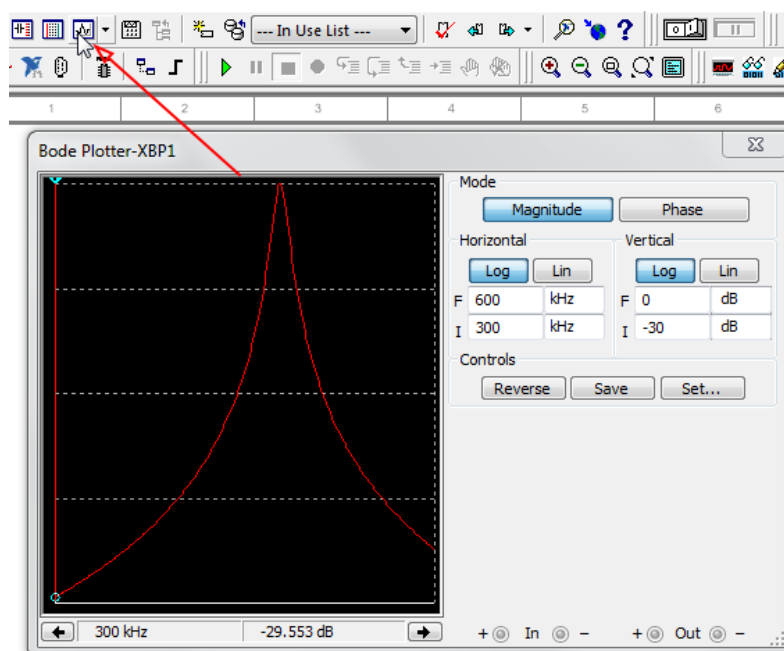 --- In Use List ---
1 2 3 4 5 6
Bode Plotter-XBP1
Mode
Magnitude Phase
Horizontal Vertical
Log Lin Log Lin
F 600 kHz F 0 dB
I 300 kHz I -30 dB
Controls
Reverse Save Set...
300 kHz -29.553 dB
+ In - + Out -